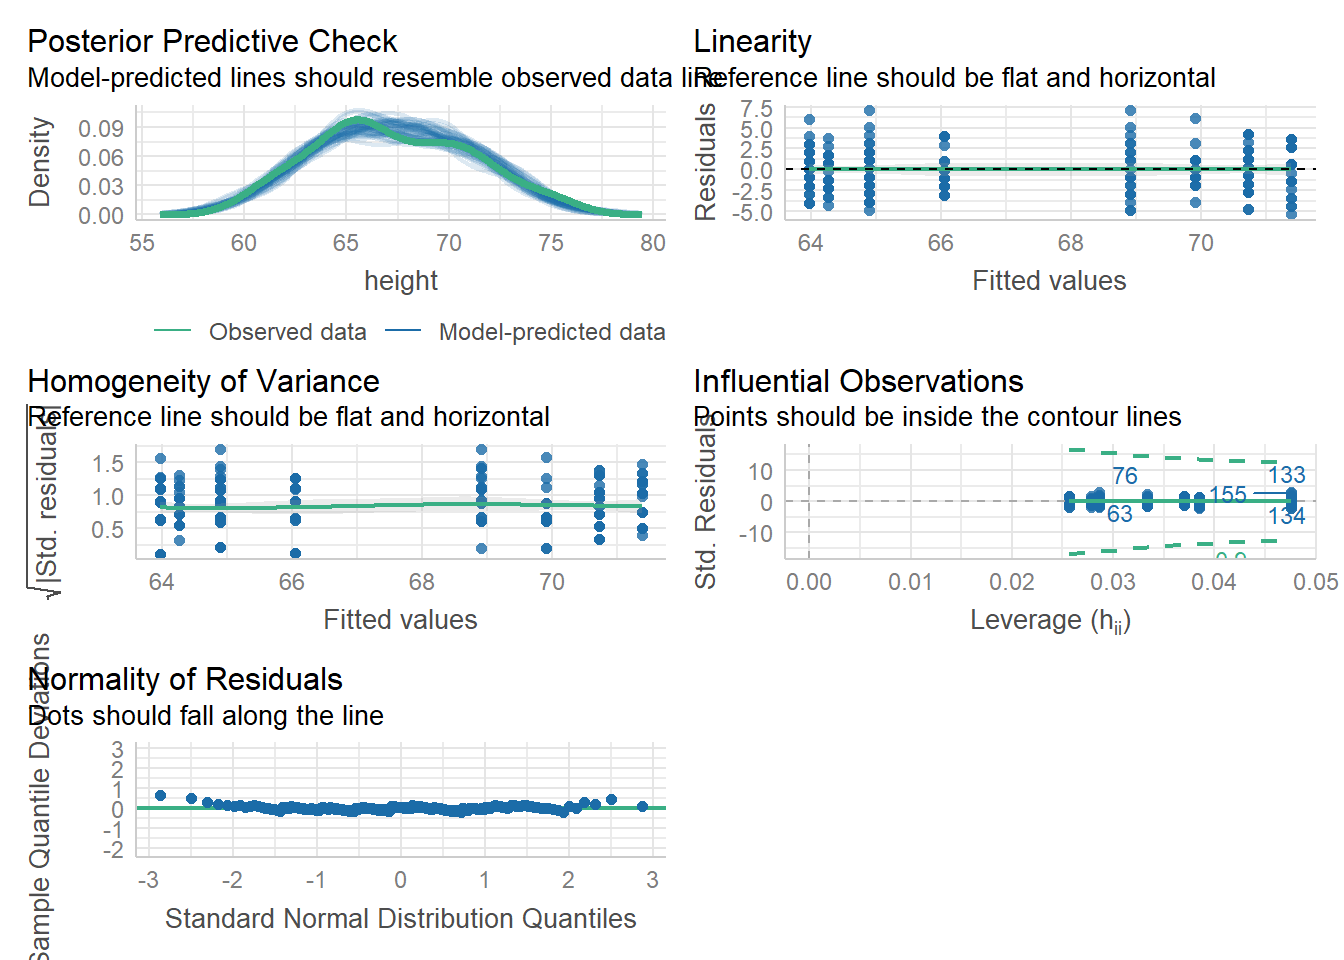 Posterior Predictive Check
Model-predicted lines should resemble observed data line
Density
0.09
0.06
0.03
0.00
55 60 65 70 75 80
height
Observed data Model-predicted data
Linearity
Reference line should be flat and horizontal
Residuals
7.5
5.0
2.5
0.0
-2.5
-5.0
64 66 68 70
Fitted values
Homogeneity of Variance
Reference line should be flat and horizontal
√|Std. residuals|
1.5
1.0
0.5
64 66 68 70
Fitted values
Influential Observations
Points should be inside the contour lines
Std. Residuals
10
0
-10
76
133
155
63
134
0.00 0.01 0.02 0.03 0.04 0.05
Leverage (hii)
Normality of Residuals
Dots should fall along the line
Sample Quantile Deviations
3
2
1
0
-1
-2
-3 -2 -1 0 1 2 3
Standard Normal Distribution Quantiles